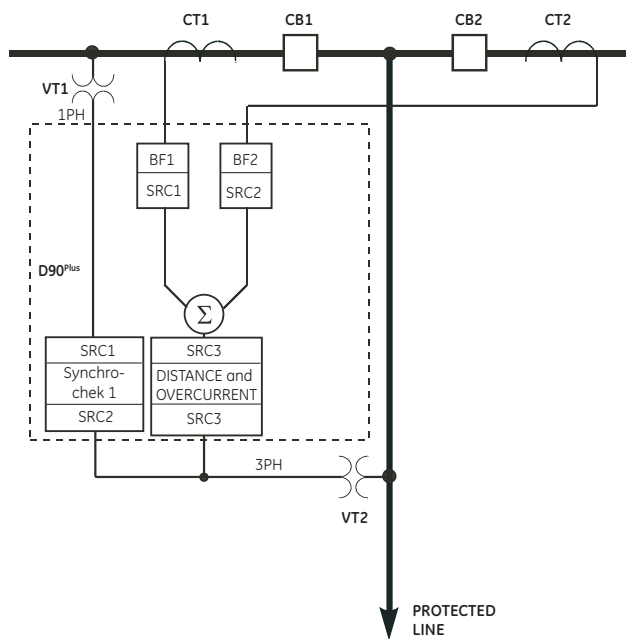 CT1
CB1
CB2
CT2
VT1
1PH
BF1
SRC1
BF2
SRC2
D90Plus
Σ
SRC1
Synchro-
chek 1
SRC2
SRC3
DISTANCE and
OVERCURRENT
SRC3
3PH
VT2
PROTECTED
LINE